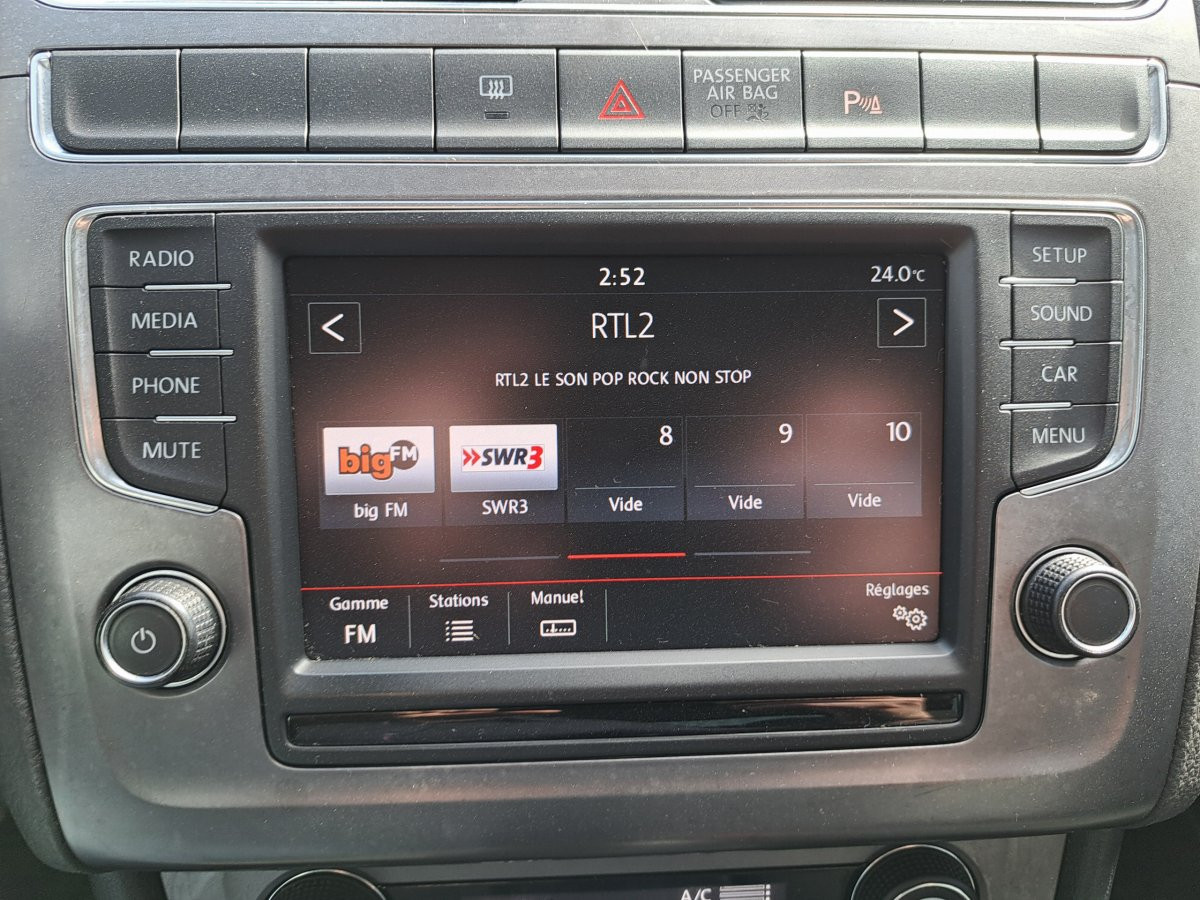 PASSENGER
AIR BAG
OFF
P
RADIO
MEDIA
PHONE
MUTE
SETUP
SOUND
CAR
MENU
2:52
24.0°C
<
RTL2
>
RTL2 LE SON POP ROCK NON STOP
bigFM
SWR3
8
9
10
big FM
SWR3
Vide
Vide
Vide
Gamme
FM
Stations
Manuel
Réglages
A/C